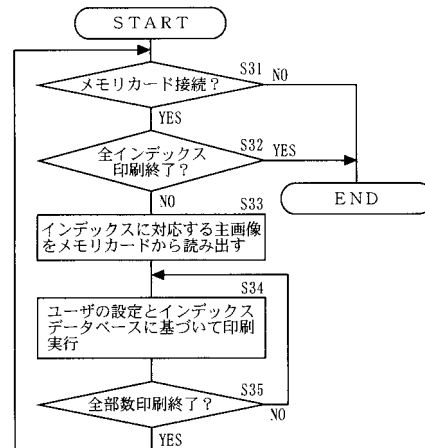 START
S31
メモリカード接続?
NO
YES
S32
全インデックス
印刷終了?
YES
NO
END
S33
インデックスに対応する主画像
をメモリカードから読み出す
S34
ユーザの設定とインデックス
データベースに基づいて印刷
実行
S35
全部数印刷終了?
NO
YES